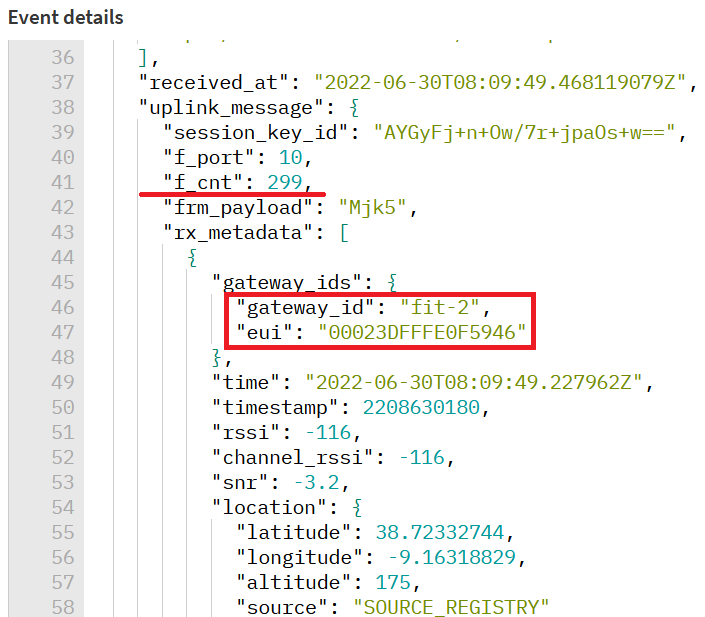 Event details
36 ],
37 "received_at": "2022-06-30T08:09:49.468119079Z",
38 "uplink_message": {
39 "session_key_id": "AYGyFj+n+Ow/7r+jpaOs+w==",
40 "f_port": 10,
41 "f_cnt": 299,
42 "frm_payload": "Mjk5",
43 "rx_metadata": [
44 {
45 "gateway_ids": {
46 "gateway_id": "fit-2",
47 "eui": "00023DFFFE0F5946"
48 },
49 "time": "2022-06-30T08:09:49.227962Z",
50 "timestamp": 2208630180,
51 "rssi": -116,
52 "channel_rssi": -116,
53 "snr": -3.2,
54 "location": {
55 "latitude": 38.72332744,
56 "longitude": -9.16318829,
57 "altitude": 175,
58 "source": "SOURCE_REGISTRY"